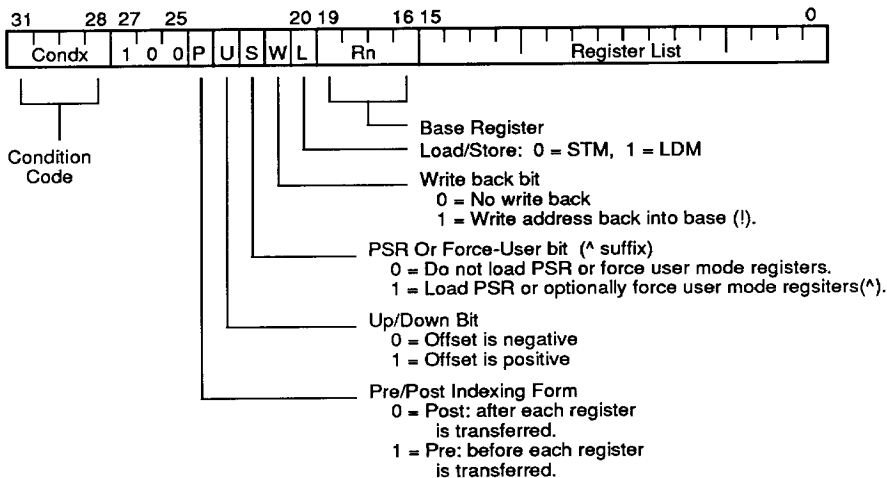 31 28 27 25 20 19 16 15 0
Condx 1 0 0 P U S W L Rn Register List
Base Register
Load/Store: 0 = STM, 1 = LDM
Condition
Code
Write back bit
0 = No write back
1 = Write address back into base (!).
PSR Or Force-User bit (^ suffix)
0 = Do not load PSR or force user mode registers.
1 = Load PSR or optionally force user mode regsiters(^).
Up/Down Bit
0 = Offset is negative
1 = Offset is positive
Pre/Post Indexing Form
0 = Post: after each register
is transferred.
1 = Pre: before each register
is transferred.